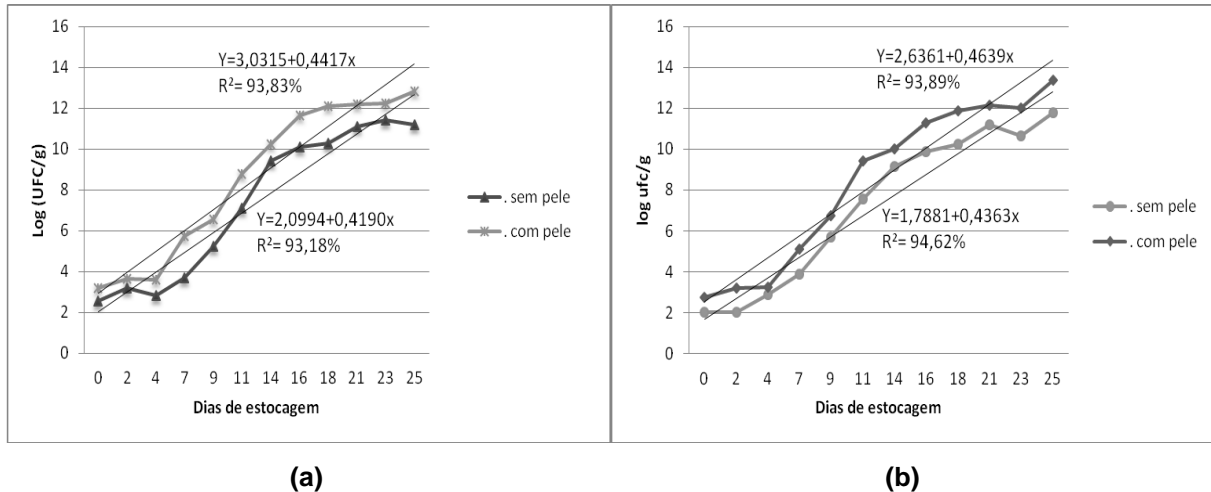 16
14
12
10
8
6
4
2
0
Log (UFC/g)
Y=3,0315+0,4417x
R²= 93,83%
Y=2,0994+0,4190x
R²= 93,18%
0 2 4 7 9 11 14 16 18 21 23 25
Dias de estocagem
. sem pele
. com pele
(a)
16
14
12
10
8
6
4
2
0
log ufc/g
Y=2,6361+0,4639x
R²= 93,89%
Y=1,7881+0,4363x
R²= 94,62%
0 2 4 7 9 11 14 16 18 21 23 25
Dias de estocagem
. sem pele
. com pele
(b)